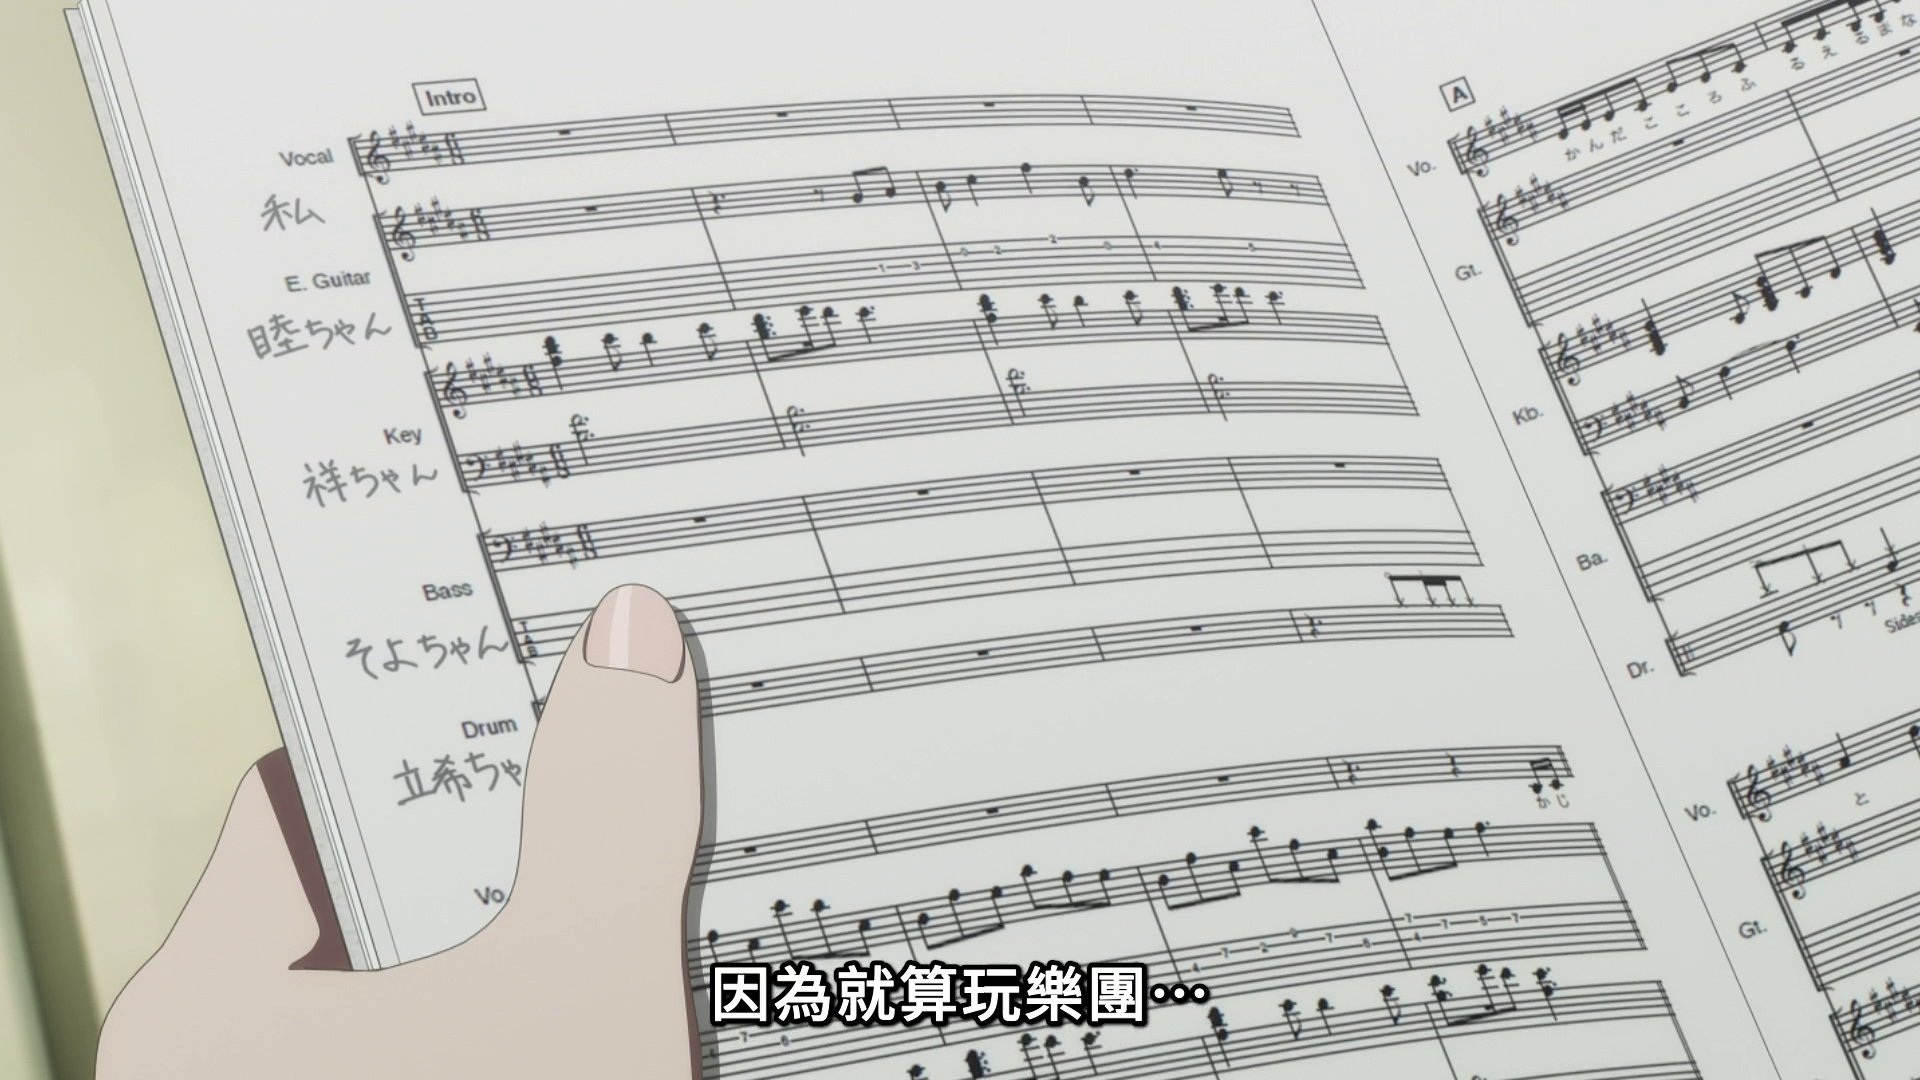 Intro
Vocal
私
E. Guitar
睦ちゃん
TAB
Key
祥ちゃん
Bass
そよちゃん
TAB
Drum
立希ちゃ
Vo.
かじ
A
Vo.
かんだこころふるえるまな
Gt.
Kb.
Ba.
Dr.
Vo.
と
Gt.
因為就算玩樂團…